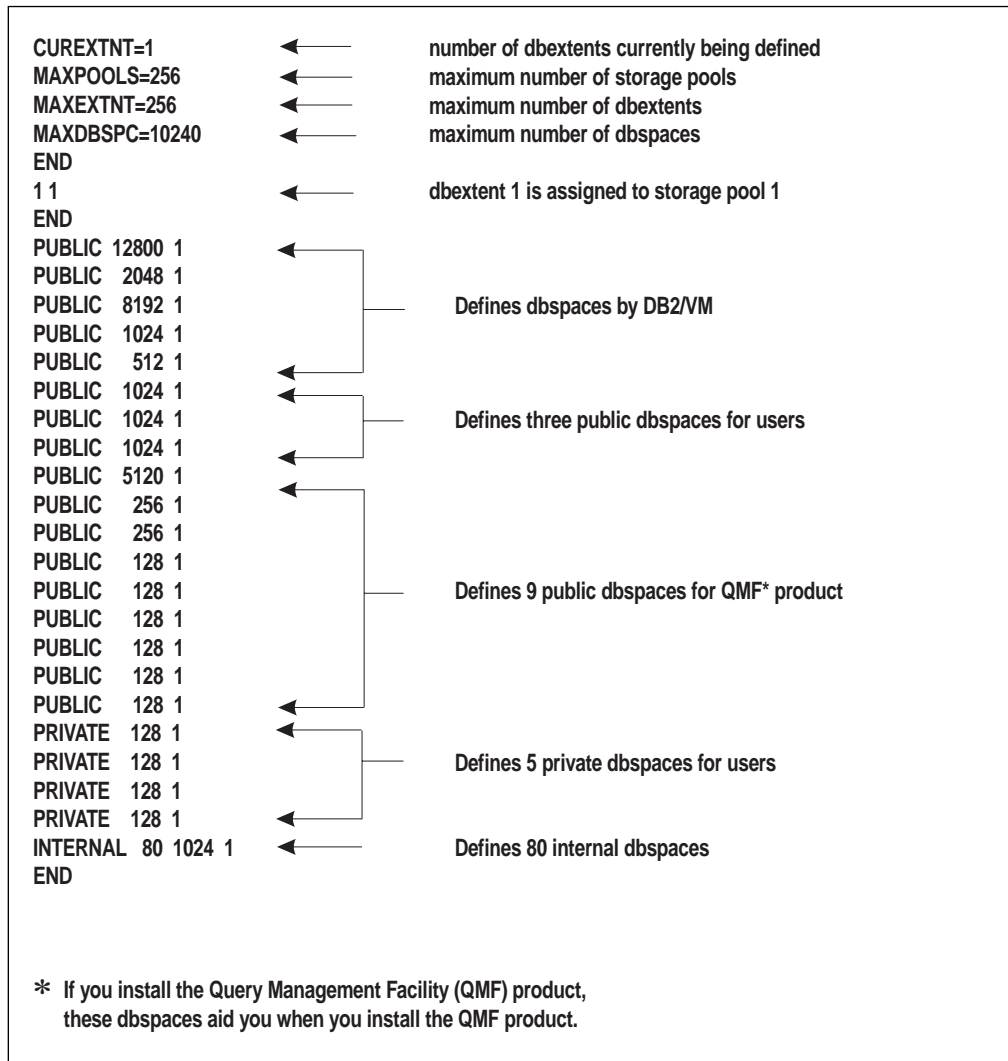 CUREXTNT=1 number of dbextents currently being defined
MAXPOOLS=256 maximum number of storage pools
MAXEXTNT=256 maximum number of dbextents
MAXDBSPC=10240 maximum number of dbspaces
END
1 1 dbextent 1 is assigned to storage pool 1
END
PUBLIC 12800 1
PUBLIC 2048 1
PUBLIC 8192 1 Defines dbspaces by DB2/VM
PUBLIC 1024 1
PUBLIC 512 1
PUBLIC 1024 1
PUBLIC 1024 1 Defines three public dbspaces for users
PUBLIC 1024 1
PUBLIC 5120 1
PUBLIC 256 1
PUBLIC 256 1
PUBLIC 128 1
PUBLIC 128 1 Defines 9 public dbspaces for QMF* product
PUBLIC 128 1
PUBLIC 128 1
PUBLIC 128 1
PUBLIC 128 1
PRIVATE 128 1
PRIVATE 128 1 Defines 5 private dbspaces for users
PRIVATE 128 1
PRIVATE 128 1
INTERNAL 80 1024 1 Defines 80 internal dbspaces
END
* If you install the Query Management Facility (QMF) product,
these dbspaces aid you when you install the QMF product.